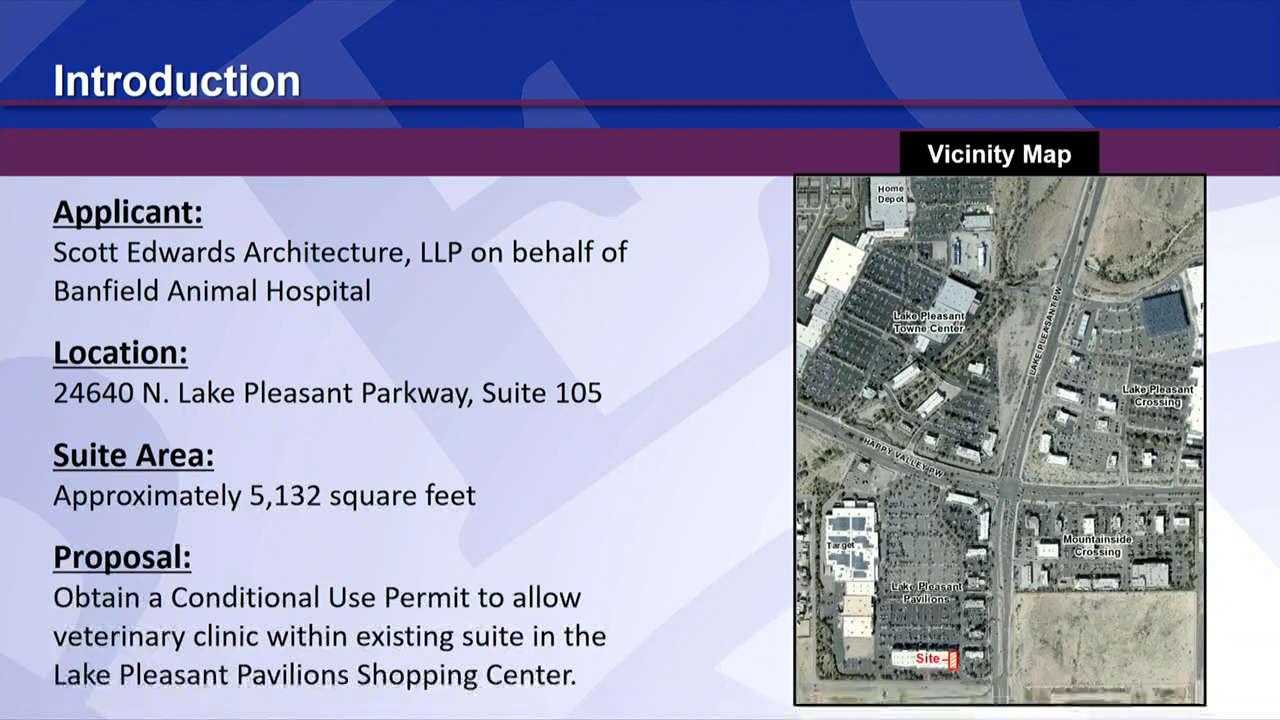 Introduction
Vicinity Map
Applicant:
Scott Edwards Architecture, LLP on behalf of
Banfield Animal Hospital
Location:
24640 N. Lake Pleasant Parkway, Suite 105
Suite Area:
Approximately 5,132 square feet
Proposal:
Obtain a Conditional Use Permit to allow
veterinary clinic within existing suite in the
Lake Pleasant Pavilions Shopping Center.
Home
Depot
Lake Pleasant
Towne Center
LAKE PLEASANT PW
Lake Pleasant
Crossing
HAPPY VALLEY PW
Target
Mountainside
Crossing
Lake Pleasant
Pavilions
Site